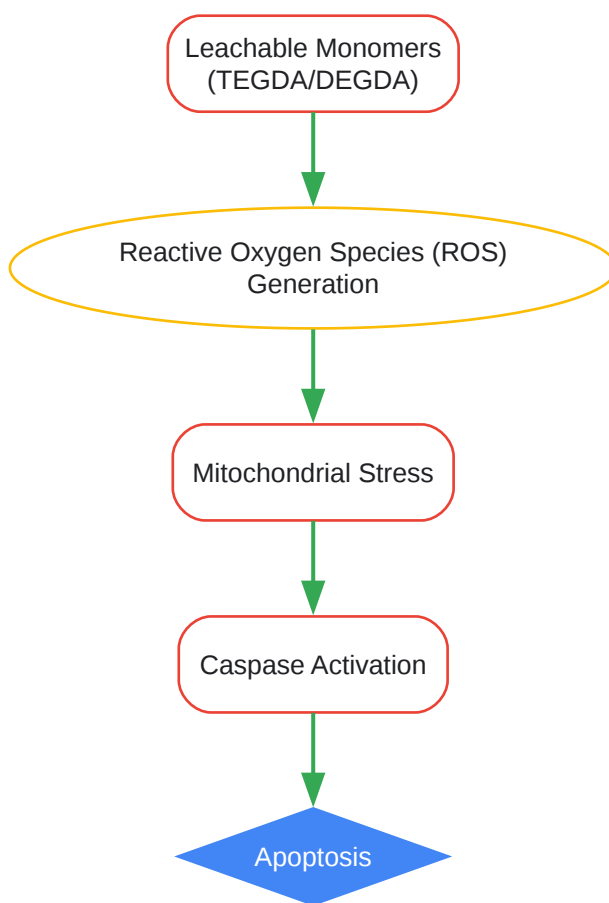 Leachable Monomers
(TEGDA/DEGDA)
Reactive Oxygen Species (ROS)
Generation
Mitochondrial Stress
Caspase Activation
Apoptosis